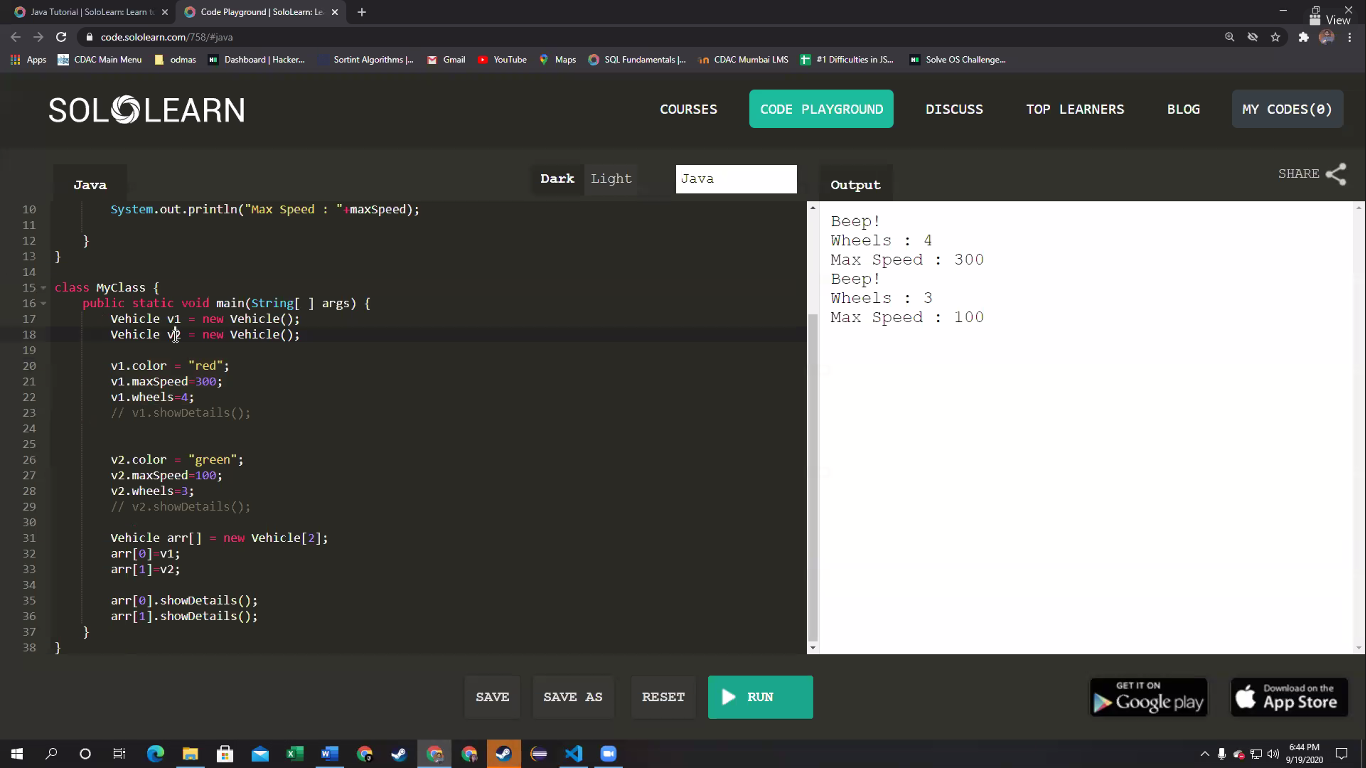 Java Tutorial | SoloLearn: Learn to
Code Playground | SoloLearn: Le
View
code.sololearn.com/758/#java
Apps
CDAC Main Menu
odmas
Dashboard | Hacker...
Sortint Algorithms |...
Gmail
YouTube
Maps
SQL Fundamentals |...
CDAC Mumbai LMS
#1 Difficulties in JS...
Solve OS Challenge...
SOLOLEARN
COURSES
CODE PLAYGROUND
DISCUSS
TOP LEARNERS
BLOG
MY CODES(0)
Java
Dark
Light
Java
Output
SHARE
10 System.out.println("Max Speed : "+maxSpeed);
11
12 }
13 }
14
15 class MyClass {
16 public static void main(String[ ] args) {
17 Vehicle v1 = new Vehicle();
18 Vehicle v2 = new Vehicle();
19
20 v1.color = "red";
21 v1.maxSpeed=300;
22 v1.wheels=4;
23 // v1.showDetails();
24
25
26 v2.color = "green";
27 v2.maxSpeed=100;
28 v2.wheels=3;
29 // v2.showDetails();
30
31 Vehicle arr[] = new Vehicle[2];
32 arr[0]=v1;
33 arr[1]=v2;
34
35 arr[0].showDetails();
36 arr[1].showDetails();
37 }
38 }
Beep!
Wheels : 4
Max Speed : 300
Beep!
Wheels : 3
Max Speed : 100
SAVE
SAVE AS
RESET
RUN
GET IT ON
Google play
Download on the
App Store
6:44 PM
9/19/2020